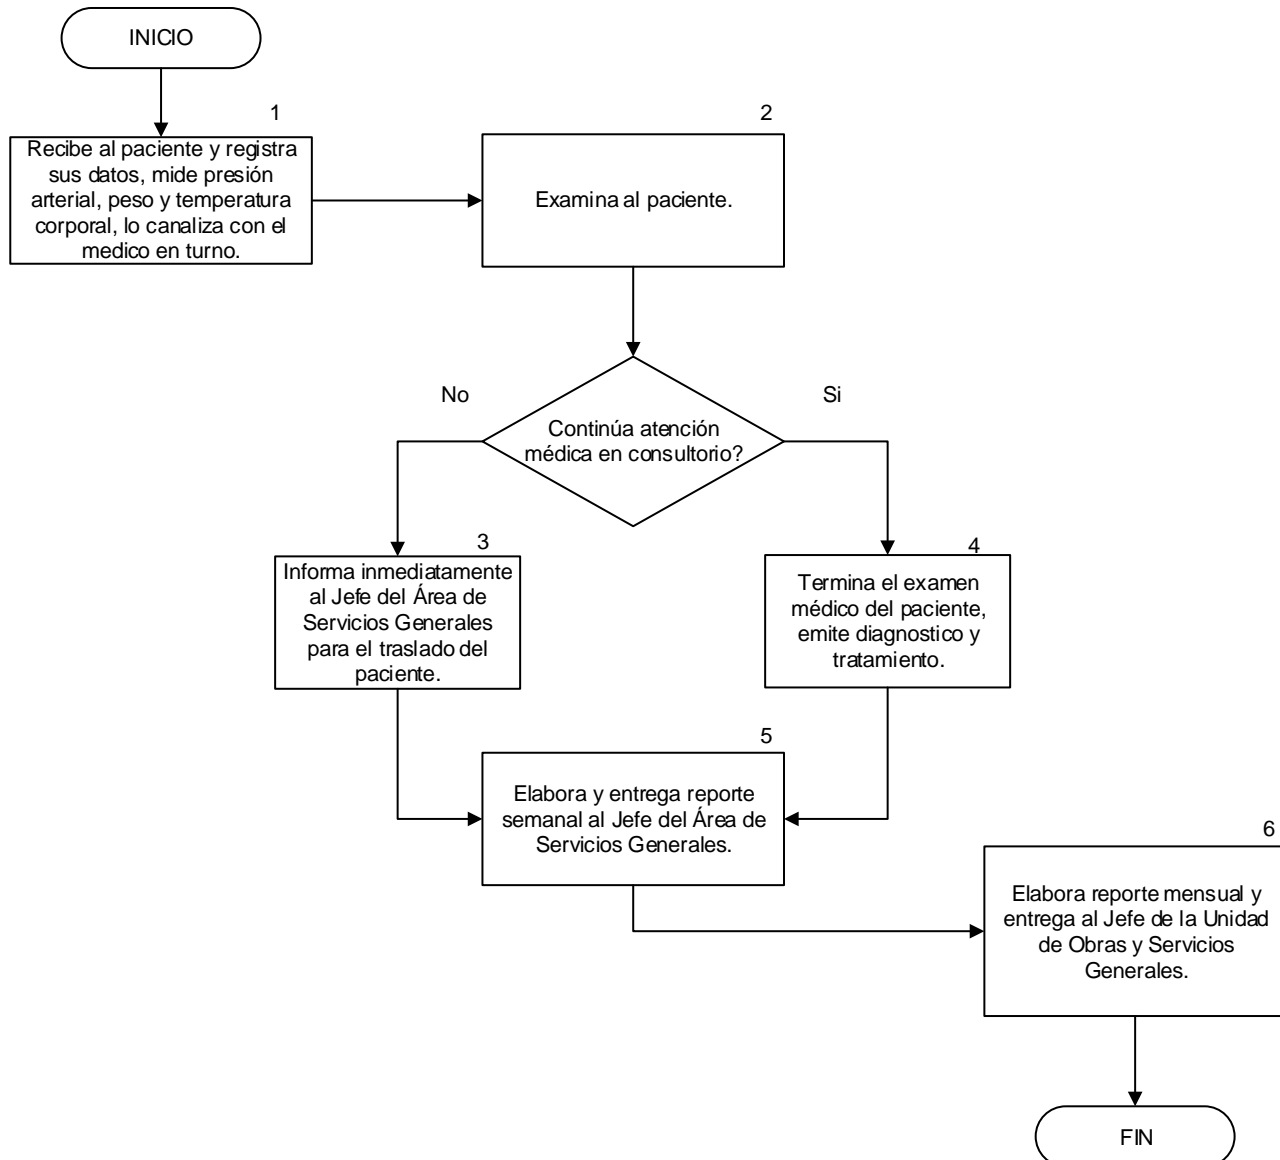 INICIO
1
Recibe al paciente y registra
sus datos, mide presión
arterial, peso y temperatura
corporal, lo canaliza con el
medico en turno.
2
Examina al paciente.
No
Si
Continúa atención
médica en consultorio?
3
Informa inmediatamente
al Jefe del Área de
Servicios Generales
para el traslado del
paciente.
4
Termina el examen
médico del paciente,
emite diagnostico y
tratamiento.
5
Elabora y entrega reporte
semanal al Jefe del Área de
Servicios Generales.
6
Elabora reporte mensual y
entrega al Jefe de la Unidad
de Obras y Servicios
Generales.
FIN